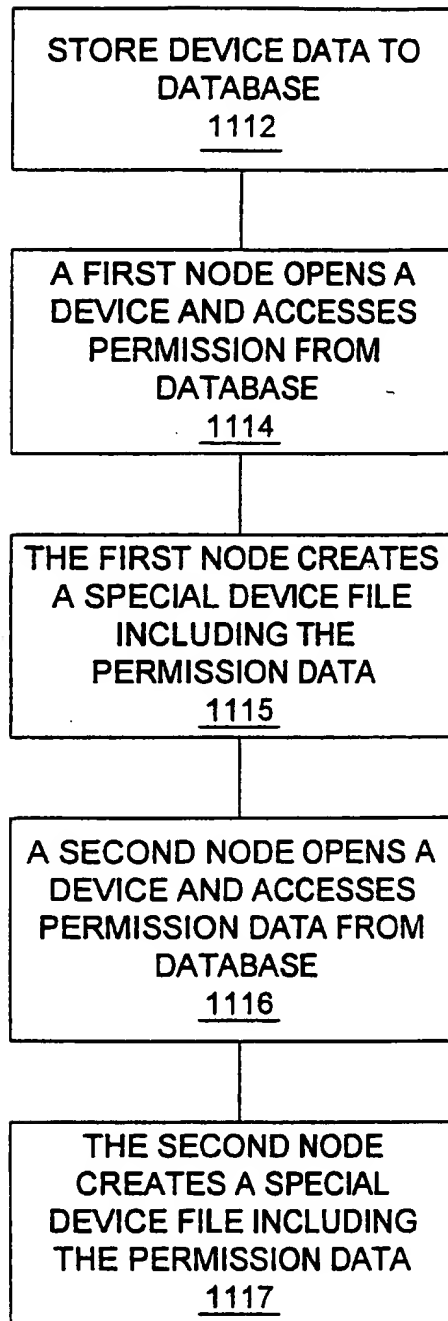 STORE DEVICE DATA TO
DATABASE
1112
A FIRST NODE OPENS A
DEVICE AND ACCESSES
PERMISSION FROM
DATABASE
1114
THE FIRST NODE CREATES
A SPECIAL DEVICE FILE
INCLUDING THE
PERMISSION DATA
1115
A SECOND NODE OPENS A
DEVICE AND ACCESSES
PERMISSION DATA FROM
DATABASE
1116
THE SECOND NODE
CREATES A SPECIAL
DEVICE FILE INCLUDING
THE PERMISSION DATA
1117